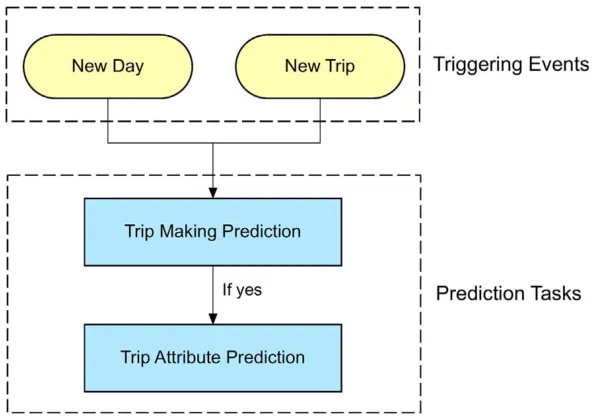 New Day
New Trip
Triggering Events
Trip Making Prediction
If yes
Prediction Tasks
Trip Attribute Prediction